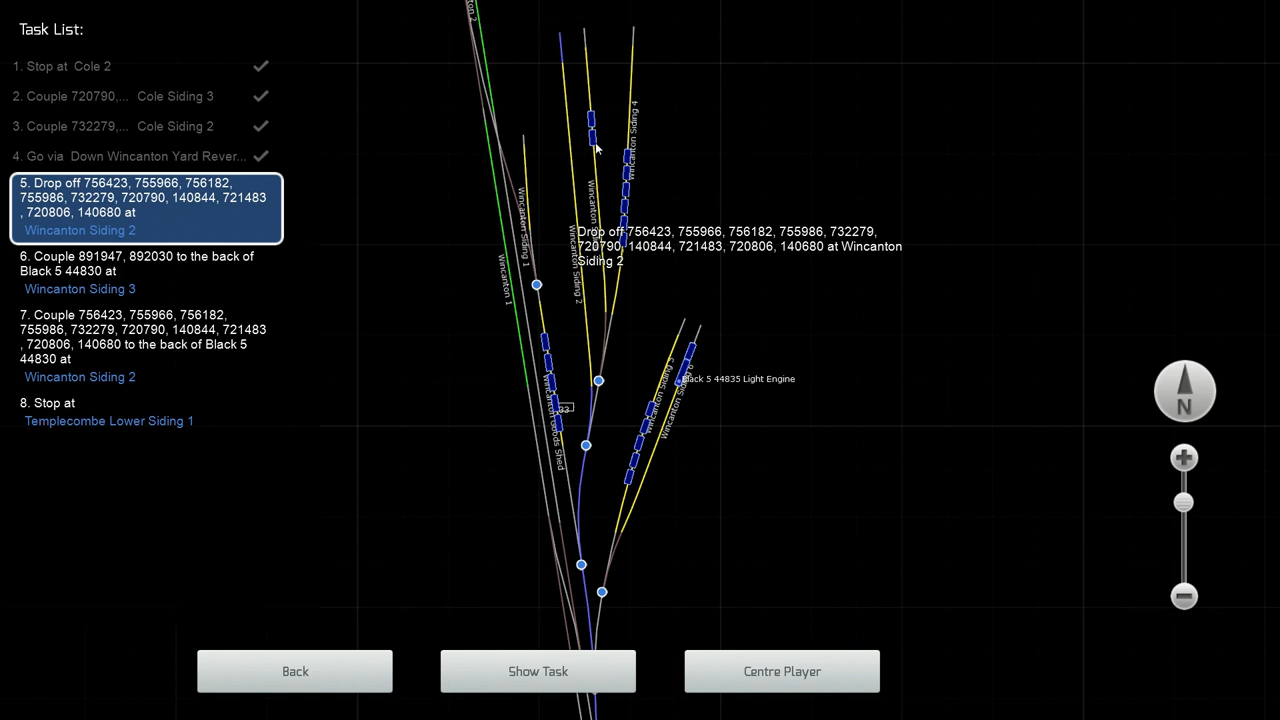 Task List:
1. Stop at Cole 2
2. Couple 720790,... Cole Siding 3
3. Couple 732279,... Cole Siding 2
4. Go via Down Wincanton Yard Rever...
5. Drop off 756423, 755966, 756182,
755986, 732279, 720790, 140844, 721483
, 720806, 140680 at
Wincanton Siding 2
6. Couple 891947, 892030 to the back of
Black 5 44830 at
Wincanton Siding 3
7. Couple 756423, 755966, 756182,
755986, 732279, 720790, 140844, 721483
, 720806, 140680 to the back of Black 5
44830 at
Wincanton Siding 2
8. Stop at
Templecombe Lower Siding 1
Wincanton Siding 4
Wincanton Siding 1
Wincanton 1
Wincanton Siding 2
Drop off 756423, 755966, 756182, 755986, 732279,
720790, 140844, 721483, 720806, 140680 at Wincanton
Siding 2
Wincanton Goods Shed
Black 5 44835 Light Engine
N
Back
Show Task
Centre Player